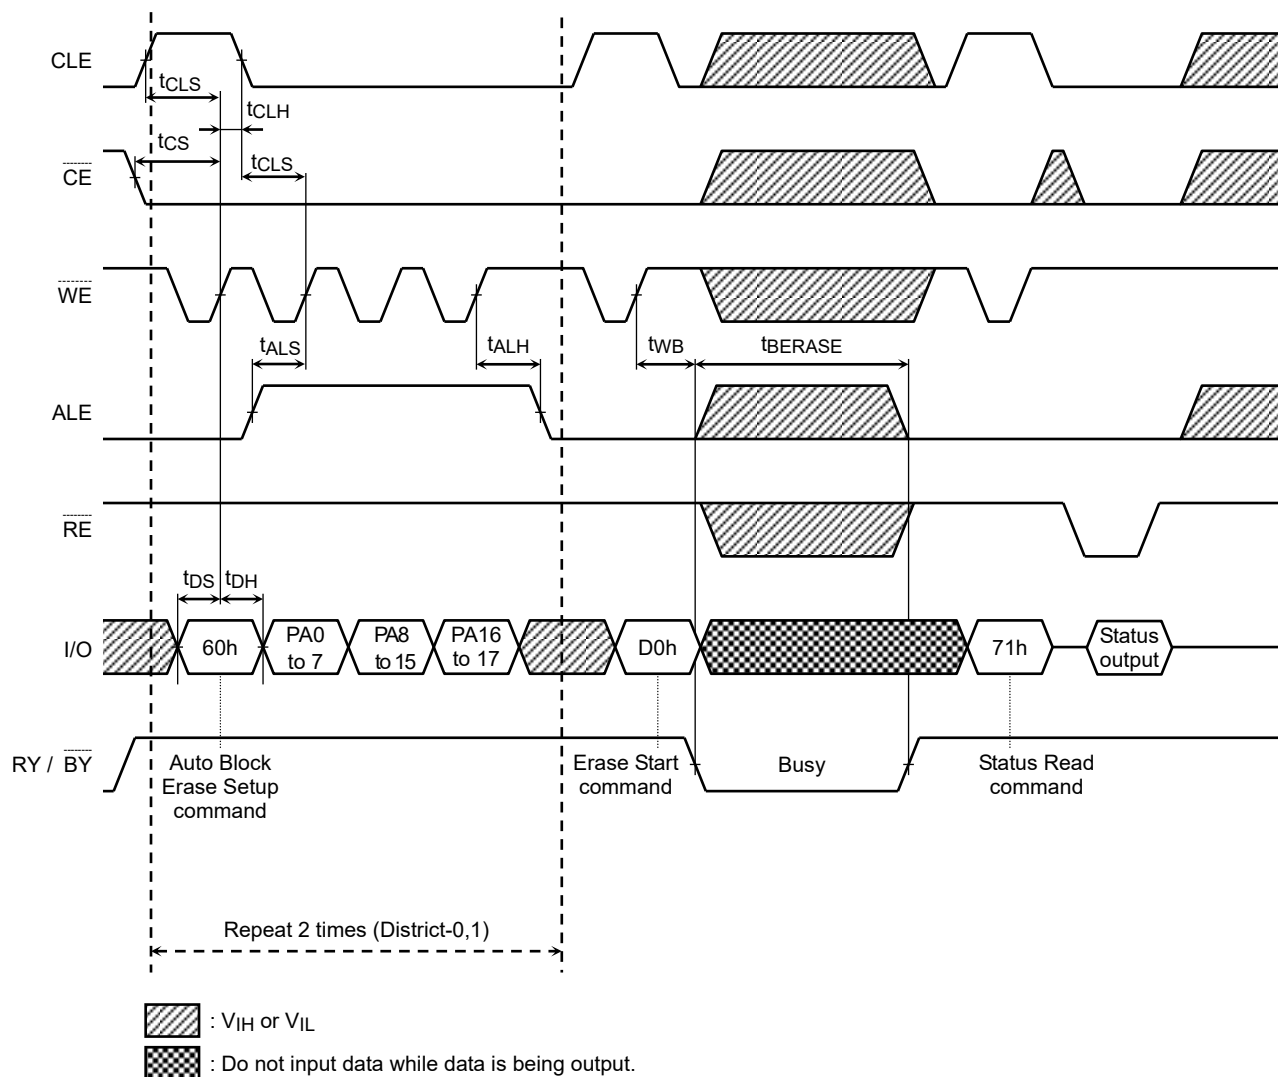 CLE
tCLS
tCLH
tCS
tCLS
CE
WE
tALS
tALH
tWB
tBERASE
ALE
RE
tDS
tDH
I/O
60h
PA0
to 7
PA8
to 15
PA16
to 17
D0h
71h
Status
output
RY / BY
Auto Block
Erase Setup
command
Erase Start
command
Busy
Status Read
command
Repeat 2 times (District-0,1)
: VIH or VIL
: Do not input data while data is being output.